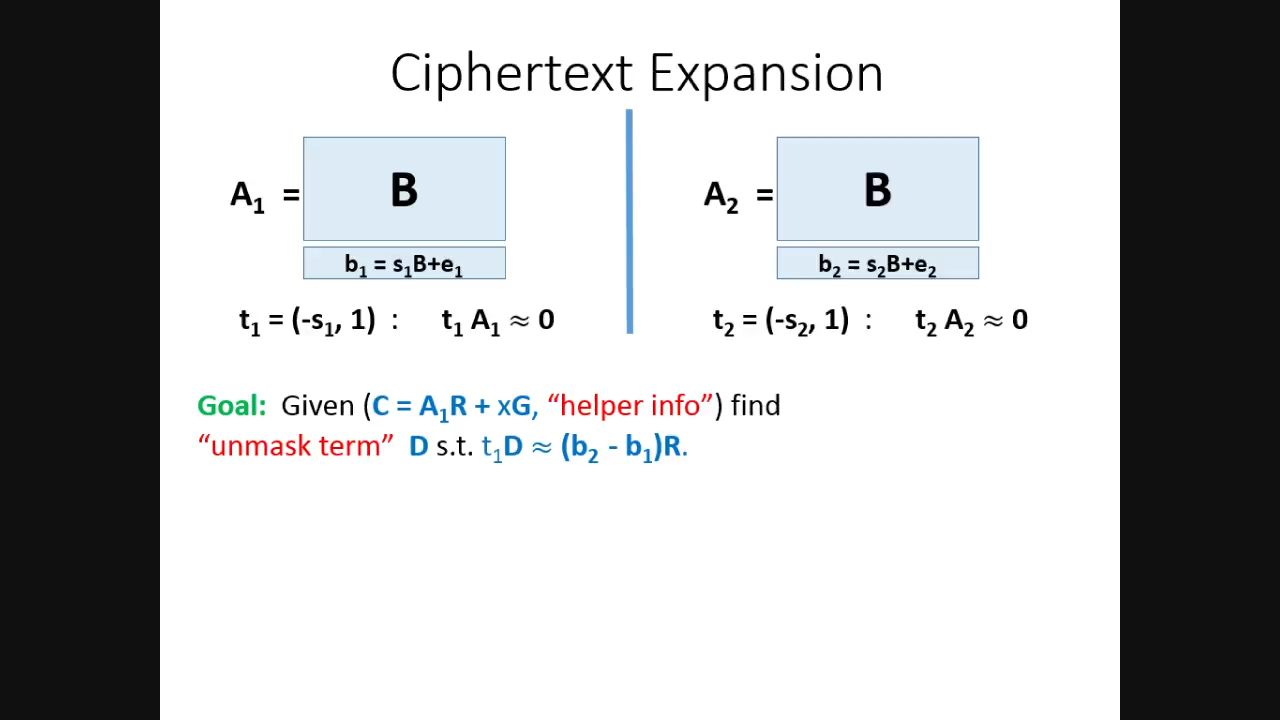 Ciphertext Expansion
A₁ = B
b₁ = s₁B+e₁
t₁ = (-s₁, 1) : t₁ A₁ ≈ 0
A₂ = B
b₂ = s₂B+e₂
t₂ = (-s₂, 1) : t₂ A₂ ≈ 0
Goal: Given (C = A₁R + xG, “helper info”) find
“unmask term” D s.t. t₁D ≈ (b₂ - b₁)R.